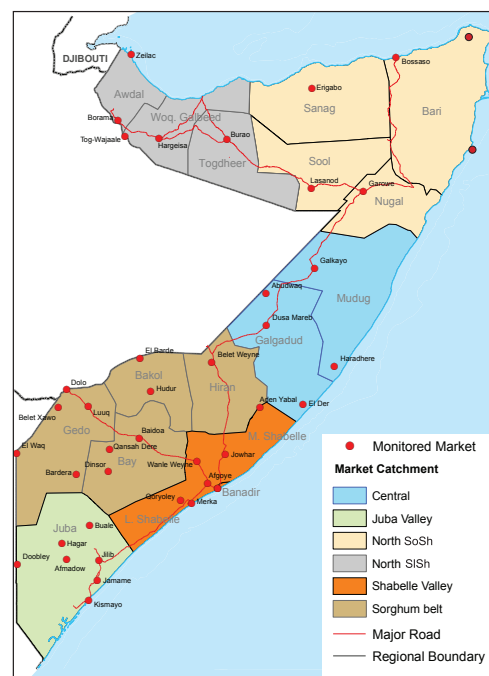 DJIBOUTI
Zeilac
Awdal
Bossaso
Erigabo
Sanag
Bari
Borama
Woq. Galbeed
Tog-Wajaale
Hargeisa
Burao
Togdheer
Sool
Lasanod
Garowe
Nugal
Galkayo
Abudwaq
Mudug
Dusa Mareb
Galgadud
El Barde
Belet Weyne
Haradhere
Bakol
Hiran
Dolo
Hudur
Aden Yabal
El Der
Belet Xawo
Luuq
Gedo
Baidoa
M. Shabelle
El Waq
Qansah Dere
Bay
Wanle Weyne
Jowhar
Dinsor
Bardera
Afgoye
Banadir
Qoryoley
Merka
L. Shabelle
Juba
Buale
Hagar
Doobley
Afmadow
Jilib
Jamame
Kismayo
Monitored Market
Market Catchment
Central
Juba Valley
North SoSh
North SlSh
Shabelle Valley
Sorghum belt
Major Road
Regional Boundary